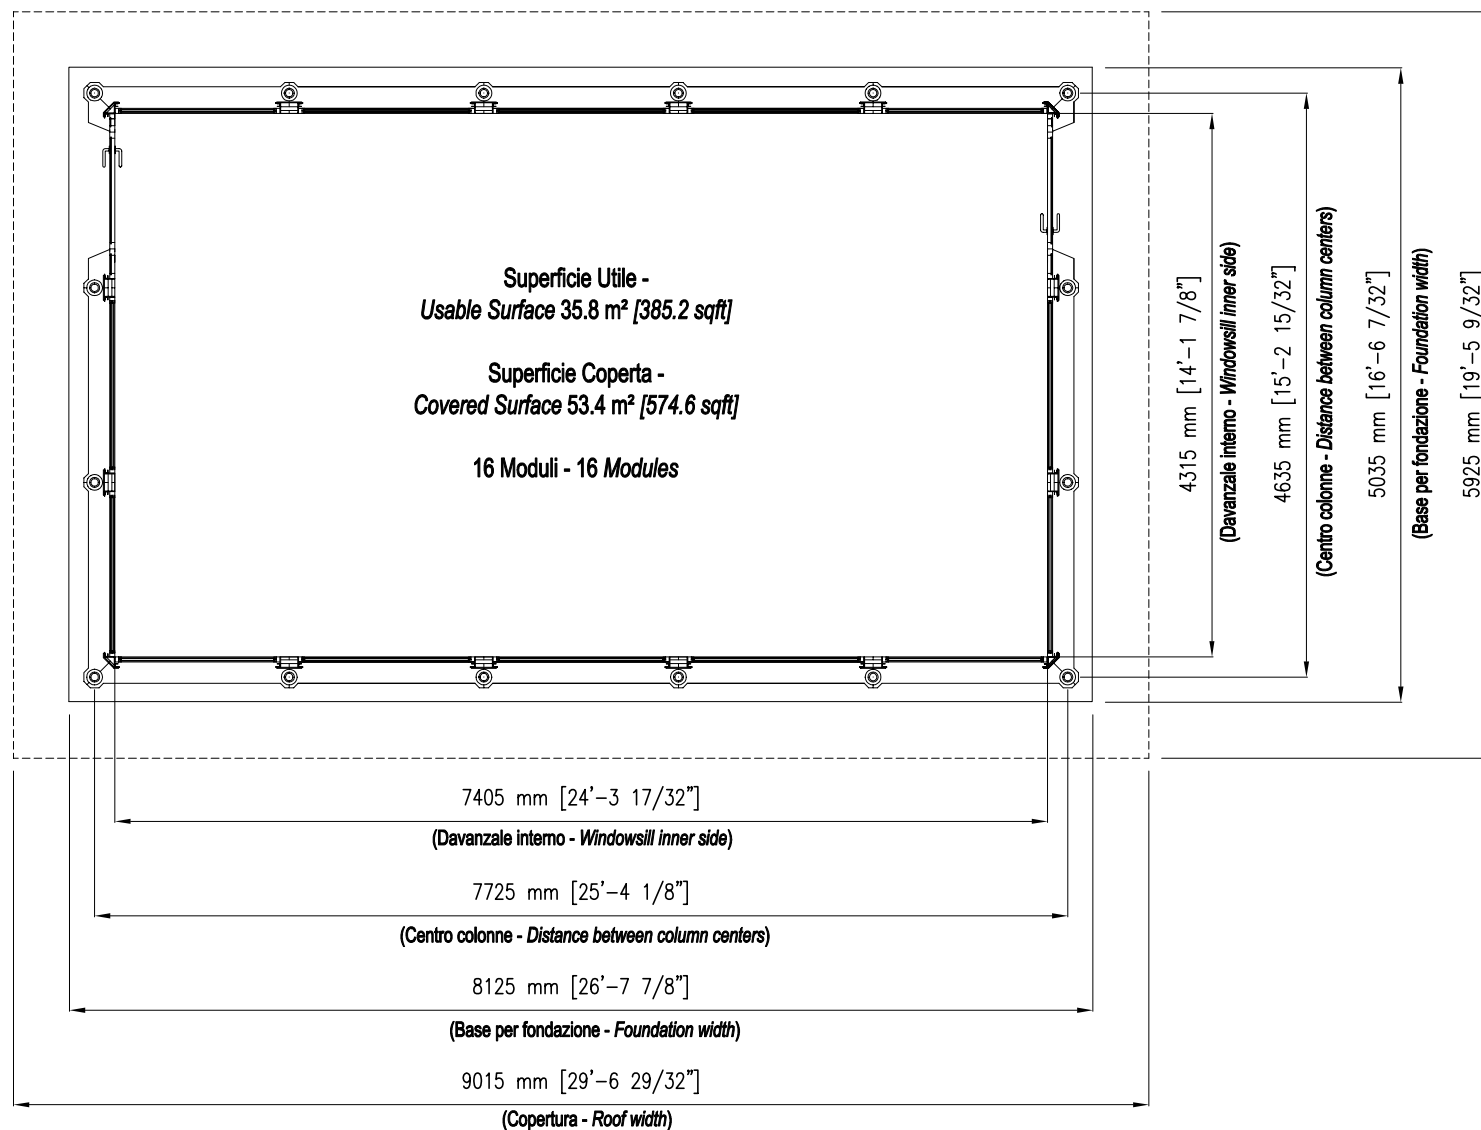 Superficie Utile -
Usable Surface 35.8 m² [385.2 sqft]
Superficie Coperta -
Covered Surface 53.4 m² [574.6 sqft]
16 Moduli - 16 Modules
4315 mm [14'-1 7/8"]
(Davanzale interno - Windowsill inner side)
4635 mm [15'-2 15/32"]
(Centro colonne - Distance between column centers)
5035 mm [16'-6 7/32"]
(Base per fondazione - Foundation width)
5925 mm [19'-5 9/32"]
7405 mm [24'-3 17/32"]
(Davanzale interno - Windowsill inner side)
7725 mm [25'-4 1/8"]
(Centro colonne - Distance between column centers)
8125 mm [26'-7 7/8"]
(Base per fondazione - Foundation width)
9015 mm [29'-6 29/32"]
(Copertura - Roof width)